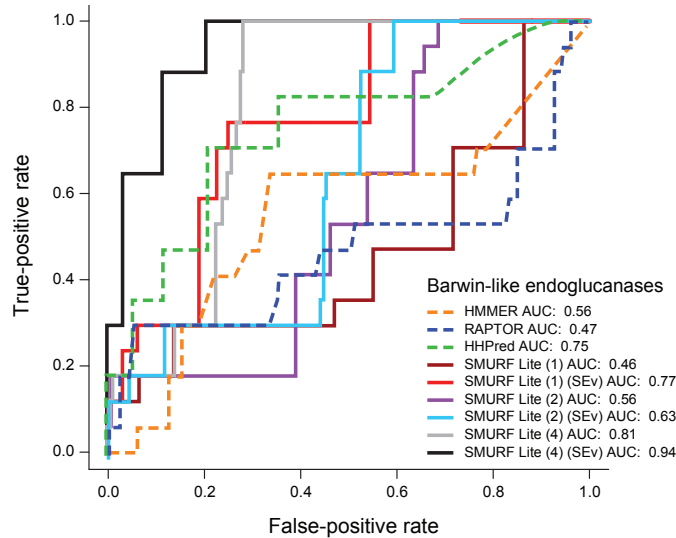 1.0
0.8
0.6
0.4
0.2
0.0
True-positive rate
Barwin-like endoglucanases
HMMER AUC: 0.56
RAPTOR AUC: 0.47
HHPred AUC: 0.75
SMURF Lite (1) AUC: 0.46
SMURF Lite (1) (SEv) AUC: 0.77
SMURF Lite (2) AUC: 0.56
SMURF Lite (2) (SEv) AUC: 0.63
SMURF Lite (4) AUC: 0.81
SMURF Lite (4) (SEv) AUC: 0.94
0.0 0.2 0.4 0.6 0.8 1.0
False-positive rate